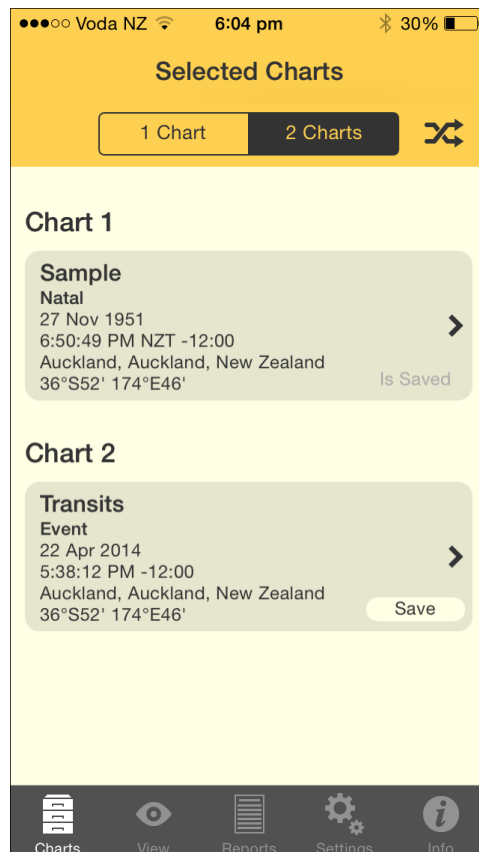 Voda NZ 6:04 pm 30%
Selected Charts
1 Chart 2 Charts
Chart 1
Sample
Natal
27 Nov 1951
6:50:49 PM NZT -12:00
Auckland, Auckland, New Zealand
36°S52' 174°E46'
Is Saved
Chart 2
Transits
Event
22 Apr 2014
5:38:12 PM -12:00
Auckland, Auckland, New Zealand
36°S52' 174°E46'
Save
Charts View Reports Settings Info